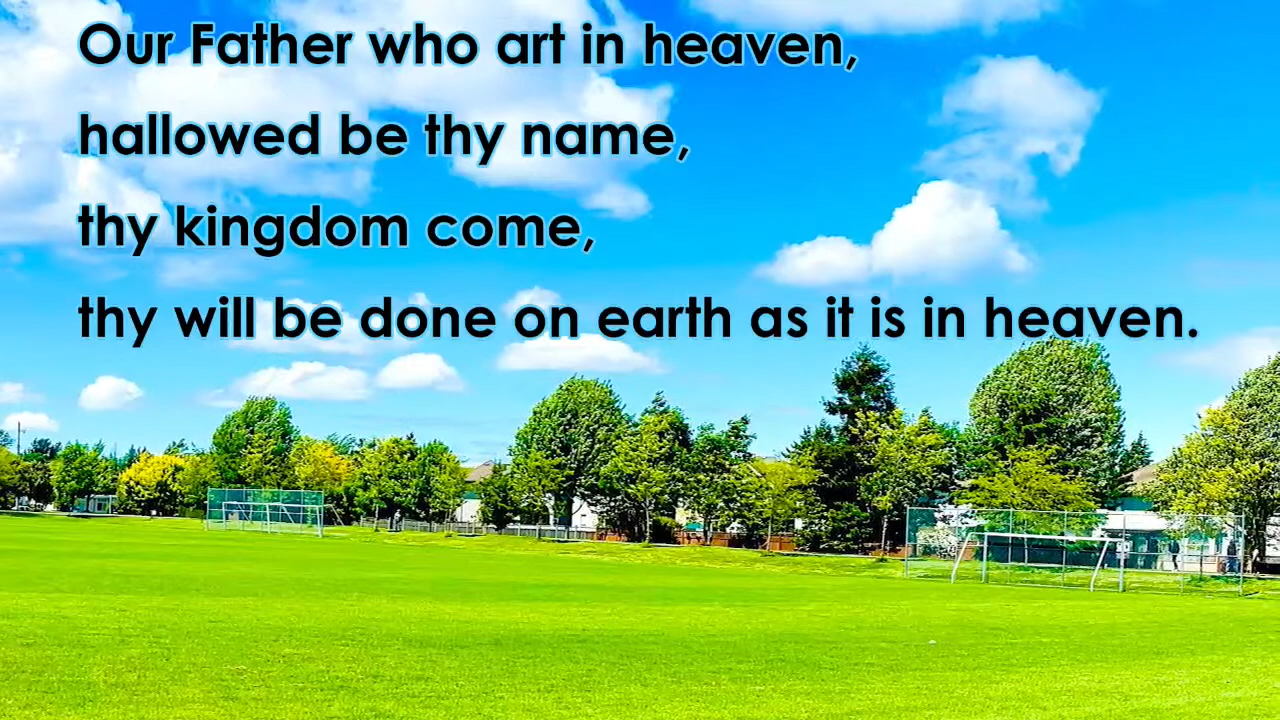 Our Father who art in heaven,
hallowed be thy name,
thy kingdom come,
thy will be done on earth as it is in heaven.